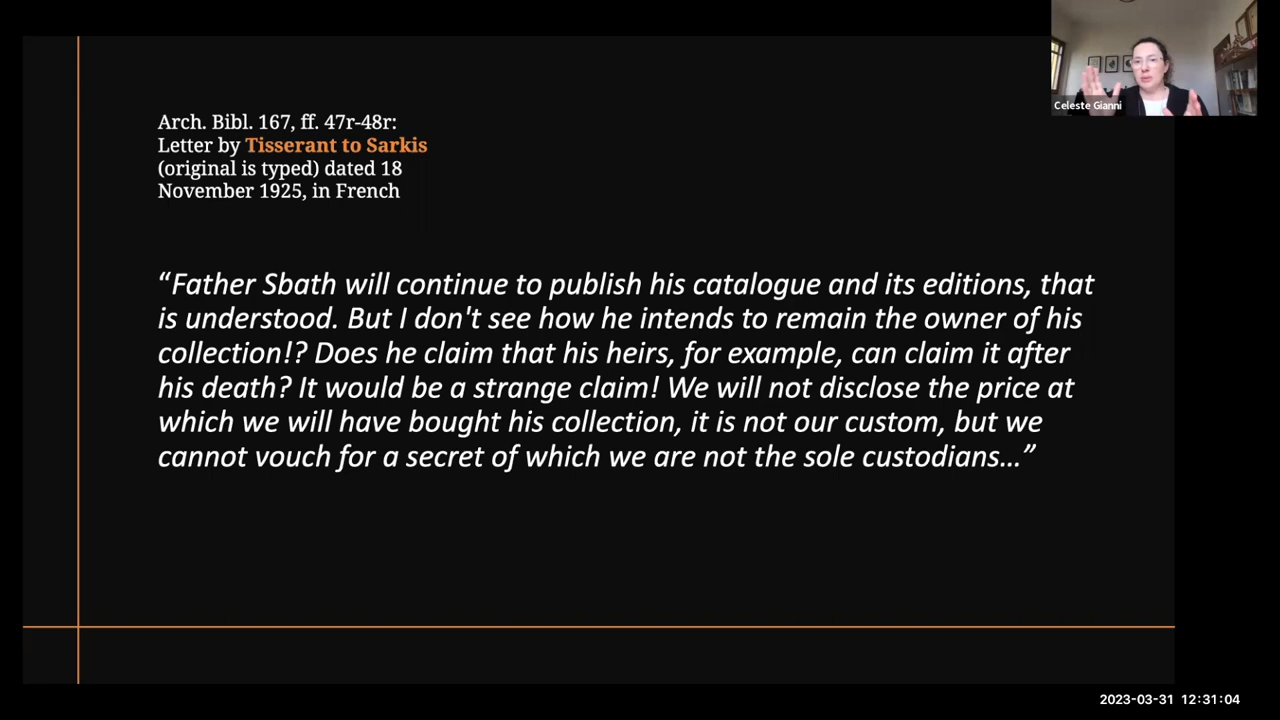 Celeste Gianni
Arch. Bibl. 167, ff. 47r-48r:
Letter by Tisserant to Sarkis
(original is typed) dated 18
November 1925, in French
“Father Sbath will continue to publish his catalogue and its editions, that
is understood. But I don't see how he intends to remain the owner of his
collection!? Does he claim that his heirs, for example, can claim it after
his death? It would be a strange claim! We will not disclose the price at
which we will have bought his collection, it is not our custom, but we
cannot vouch for a secret of which we are not the sole custodians…”
2023-03-31 12:31:04